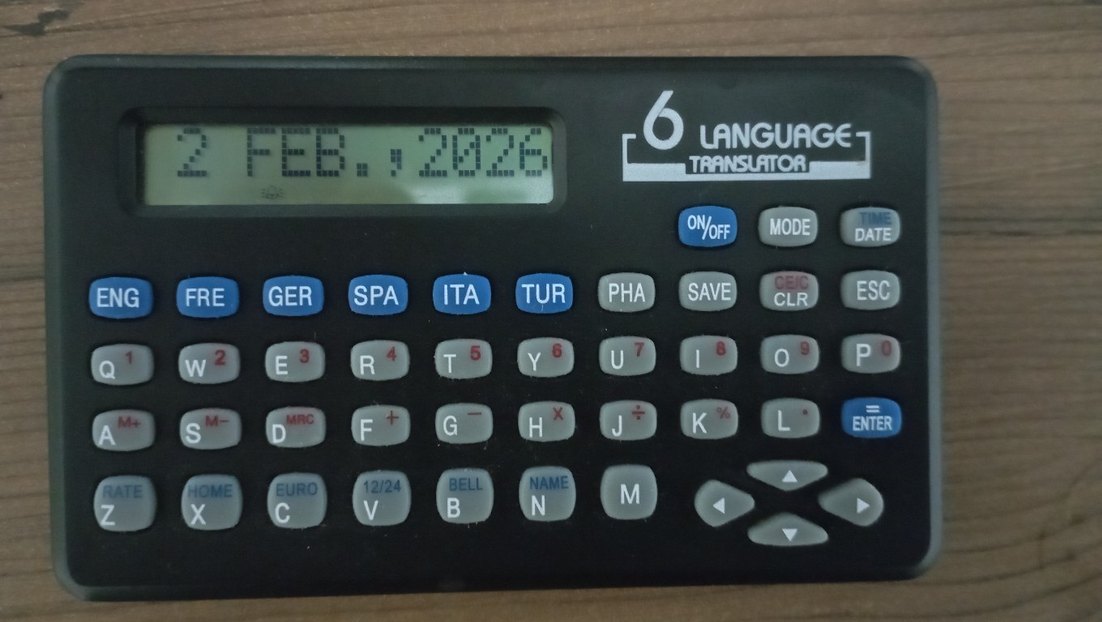 2 FEB.,2026
6 LANGUAGE
TRANSLATOR
ON/OFF MODE TIME DATE
ENG FRE GER SPA ITA TUR PHA SAVE CE/C CLR ESC
Q 1 W 2 E 3 R 4 T 5 Y 6 U 7 I 8 O 9 P 0
A M+ S M− D MRC F + G − H X J ÷ K % L • = ENTER
RATE Z HOME X EURO C 12/24 V BELL B NAME N M ◀ ▲ ▼ ▶